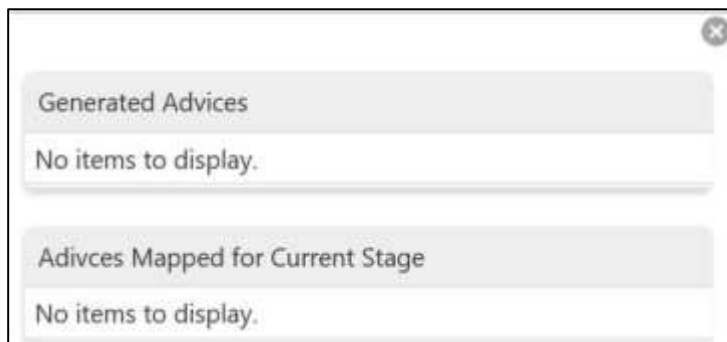 Generated Advices
No items to display.
Adivces Mapped for Current Stage
No items to display.